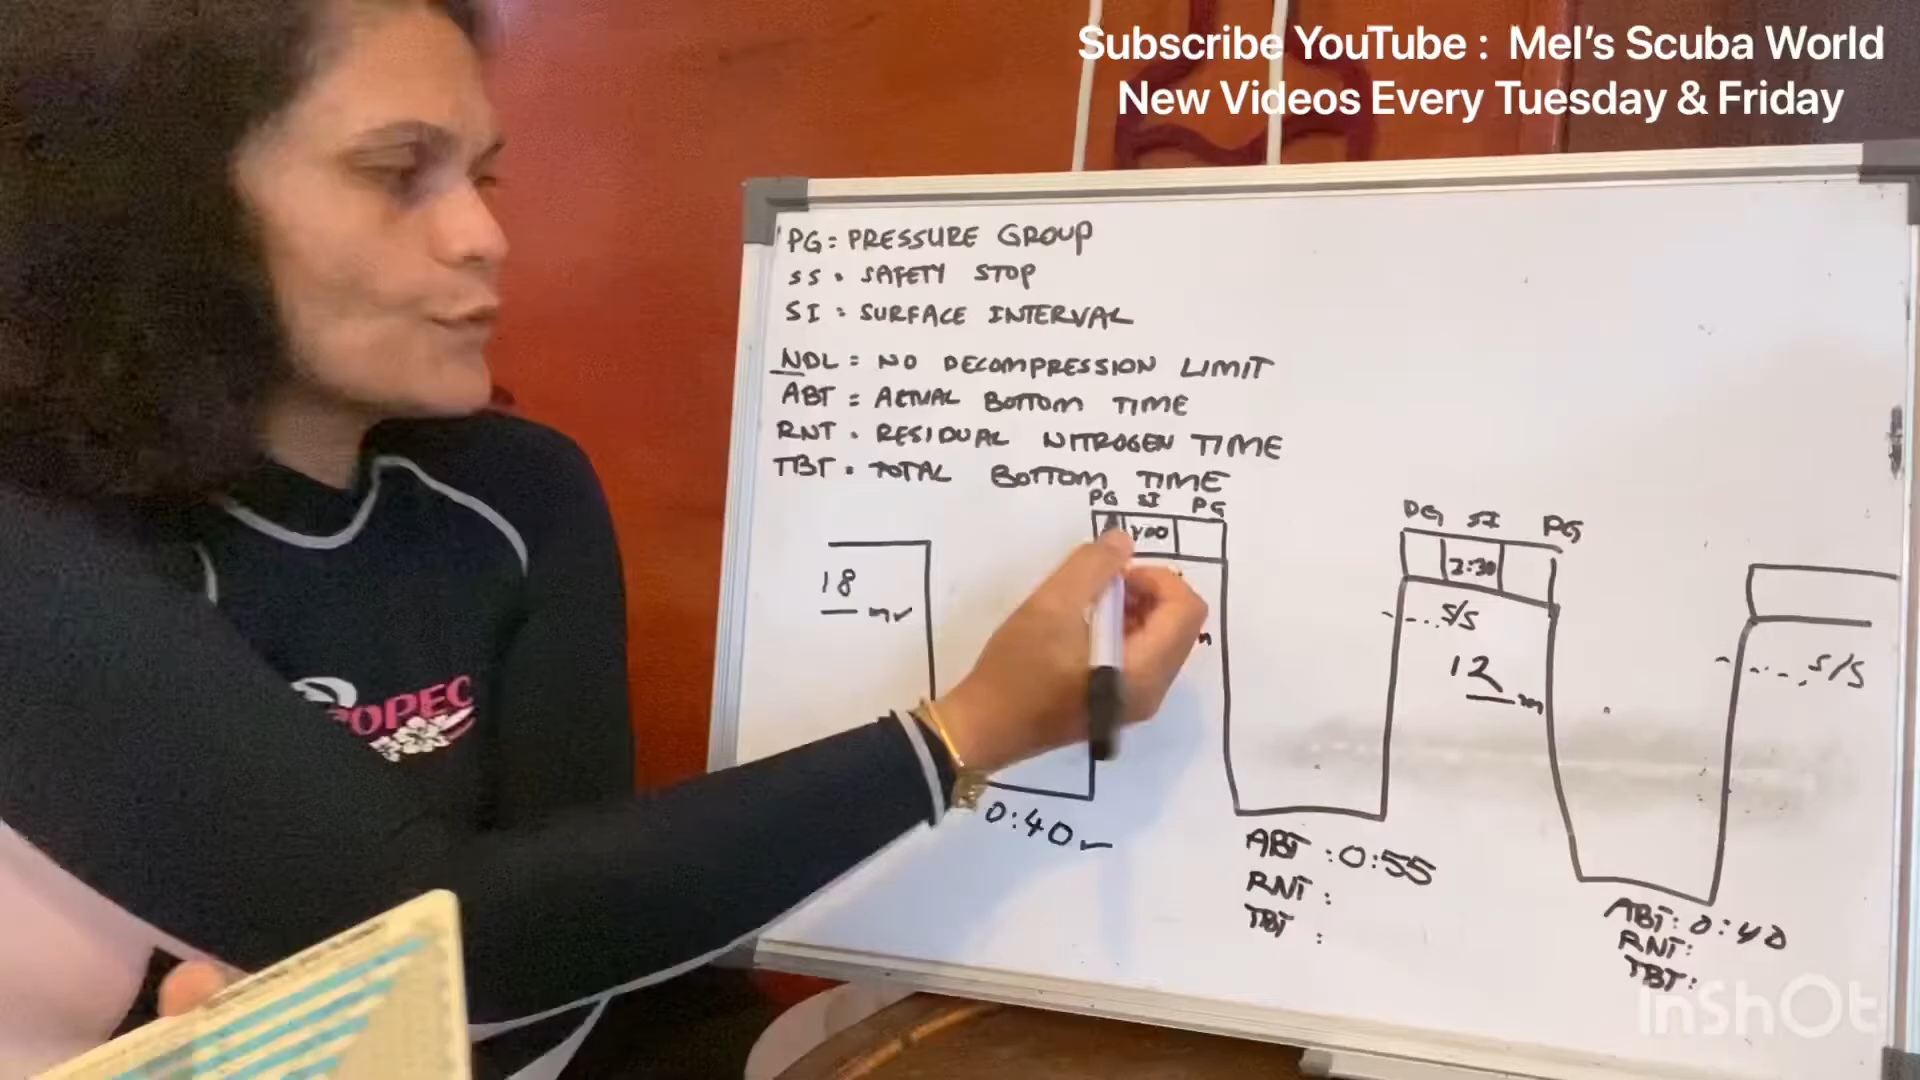 Subscribe YouTube : Mel's Scuba World
New Videos Every Tuesday & Friday
PG = PRESSURE GROUP
SS = SAFETY STOP
SI = SURFACE INTERVAL
NDL = NO DECOMPRESSION LIMIT
ABT = ACTUAL BOTTOM TIME
RNT = RESIDUAL NITROGEN TIME
TBT = TOTAL BOTTOM TIME
PG SI PG
PG SI PG
:00
18 m
S/S
12 m
S/S
0:40
ABT : 0:55
RNT :
TBT :
ABT: 0:40
RNT:
TBT:
OPEC
InShOt